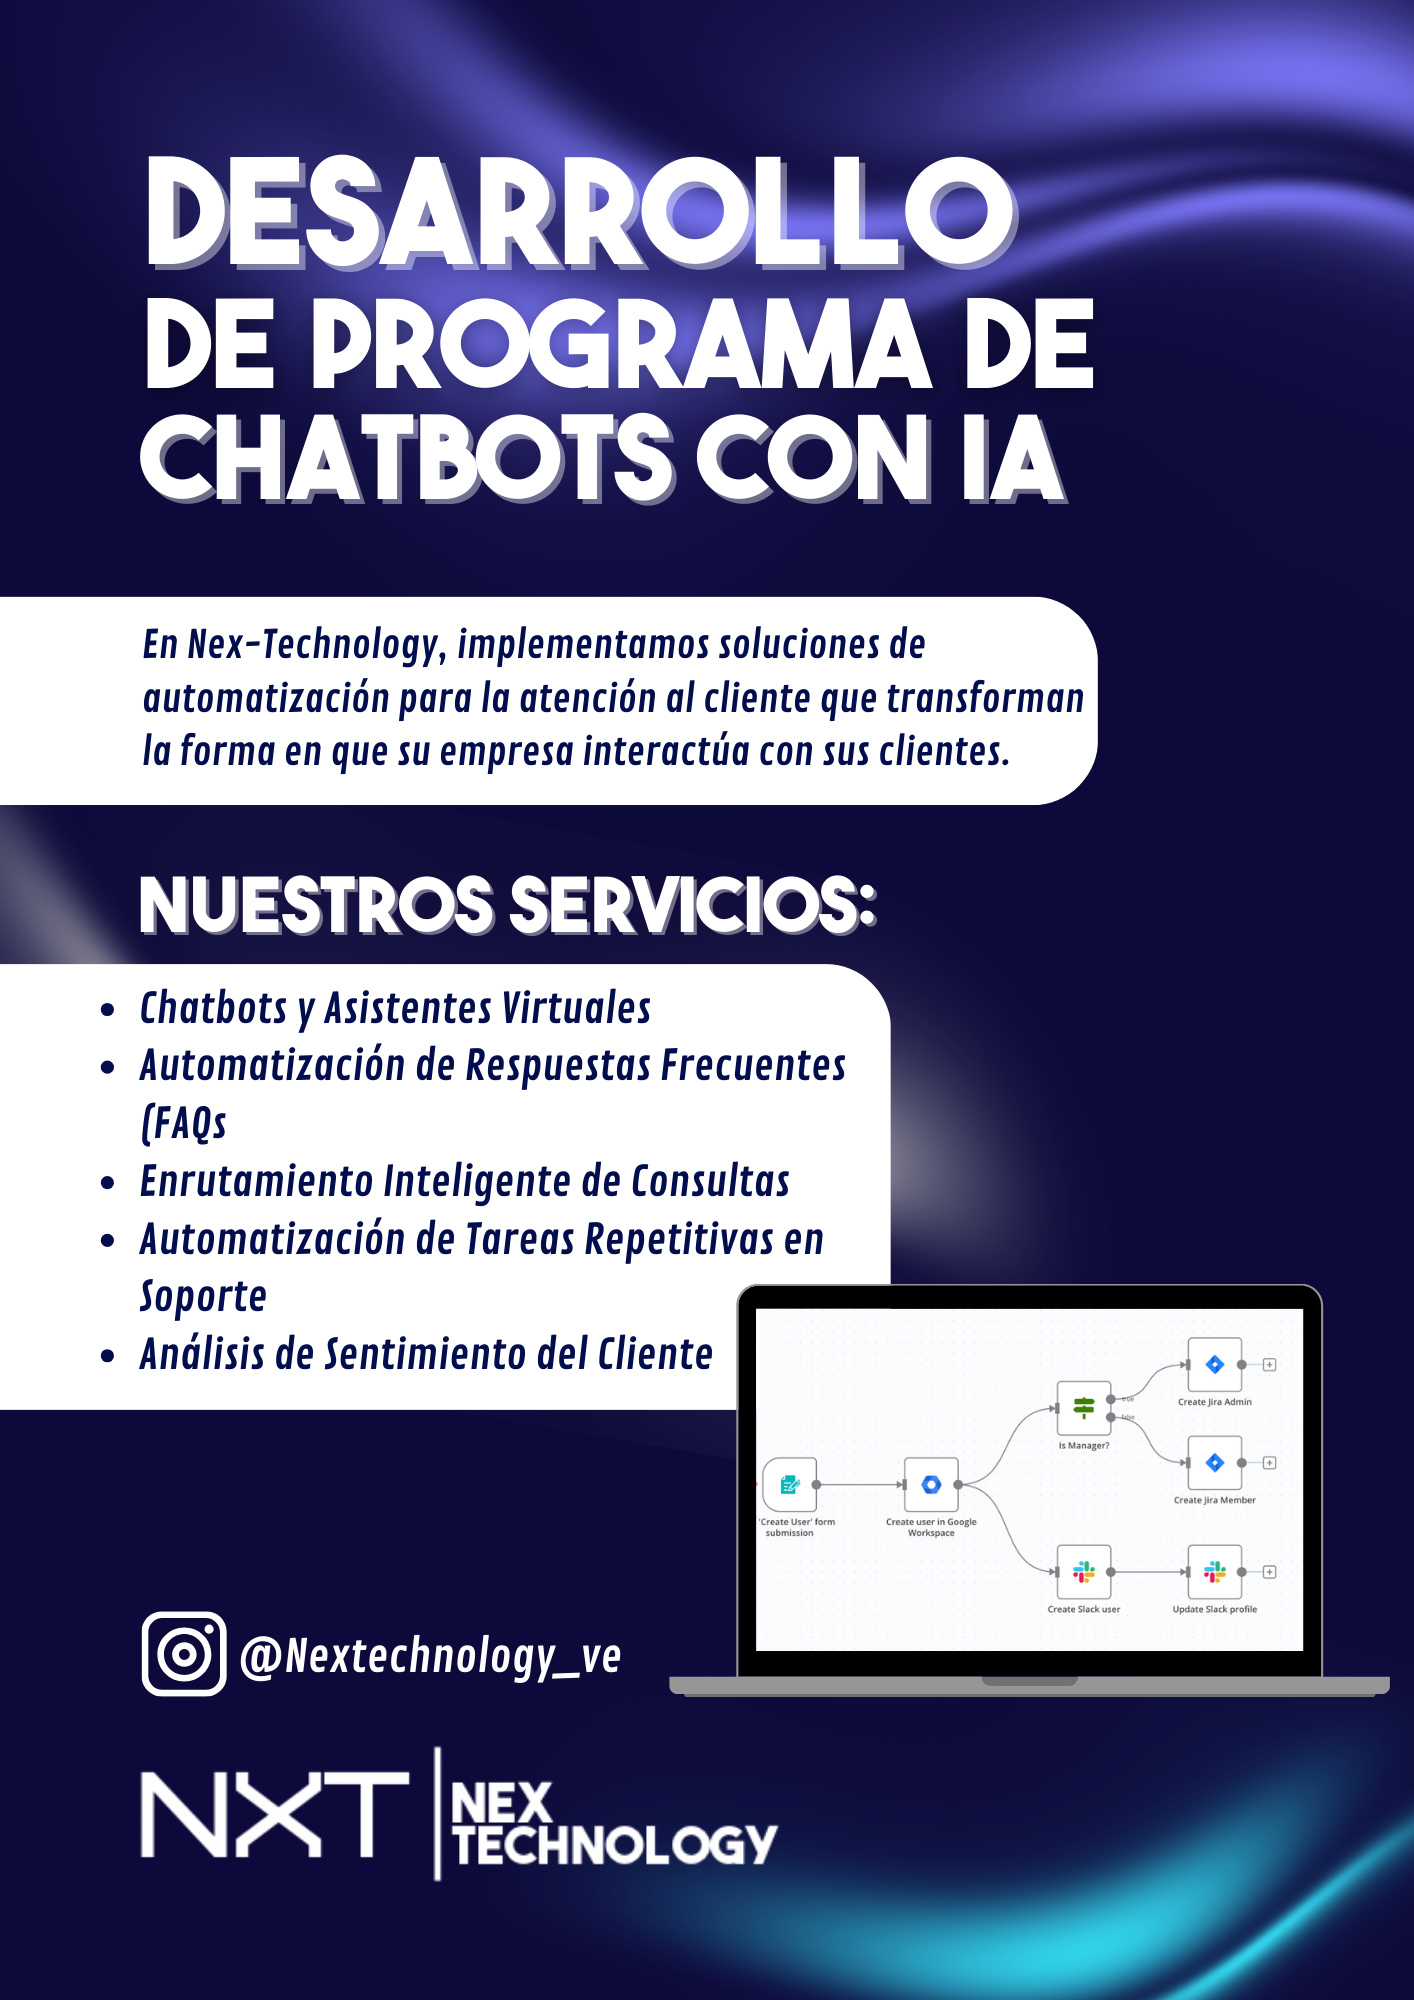 DESARROLLO
DE PROGRAMA DE
CHATBOTS CON IA
En Nex-Technology, implementamos soluciones de
automatización para la atención al cliente que transforman
la forma en que su empresa interactúa con sus clientes.
NUESTROS SERVICIOS:
• Chatbots y Asistentes Virtuales
• Automatización de Respuestas Frecuentes
(FAQs
• Enrutamiento Inteligente de Consultas
• Automatización de Tareas Repetitivas en
Soporte
• Análisis de Sentimiento del Cliente
'Create User' form
submission
Create user in Google
Workspace
Is Manager?
true
false
Create Jira Admin
Create Jira Member
Create Slack user
Update Slack profile
@Nextechnology_ve
NXT
NEX
TECHNOLOGY